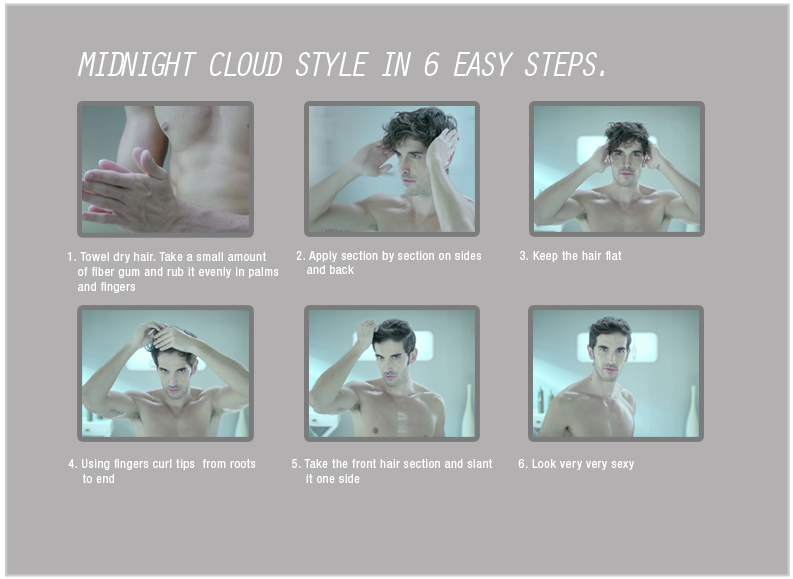 MIDNIGHT CLOUD STYLE IN 6 EASY STEPS.
1. Towel dry hair. Take a small amount
of fiber gum and rub it evenly in palms
and fingers
2. Apply section by section on sides
and back
3. Keep the hair flat
4. Using fingers curl tips from roots
to end
5. Take the front hair section and slant
it one side
6. Look very very sexy